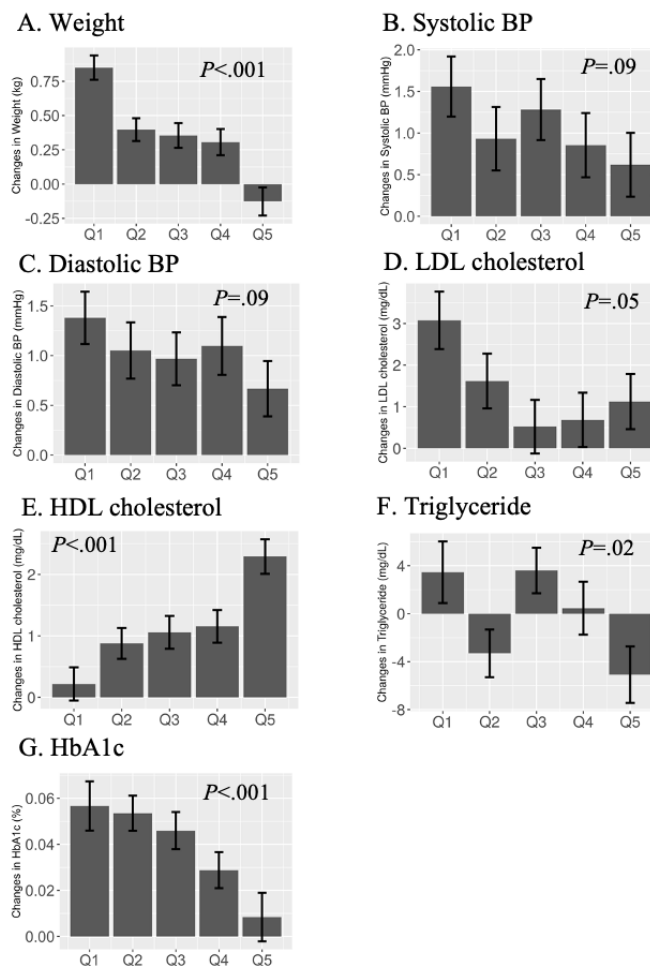 A. Weight
P<.001
Changes in Weight (kg)
0.75
0.50
0.25
0.00
-0.25
Q1 Q2 Q3 Q4 Q5
B. Systolic BP
P=.09
Changes in Systolic BP (mmHg)
2.0
1.5
1.0
0.5
0.0
Q1 Q2 Q3 Q4 Q5
C. Diastolic BP
P=.09
Changes in Diastolic BP (mmHg)
1.5
1.0
0.5
0.0
Q1 Q2 Q3 Q4 Q5
D. LDL cholesterol
P=.05
Changes in LDL cholesterol (mg/dL)
3
2
1
0
Q1 Q2 Q3 Q4 Q5
E. HDL cholesterol
P<.001
Changes in HDL cholesterol (mg/dL)
2
1
0
Q1 Q2 Q3 Q4 Q5
F. Triglyceride
P=.02
Changes in Triglyceride (mg/dL)
4
0
-4
-8
Q1 Q2 Q3 Q4 Q5
G. HbA1c
P<.001
Changes in HbA1c (%)
0.06
0.04
0.02
0.00
Q1 Q2 Q3 Q4 Q5